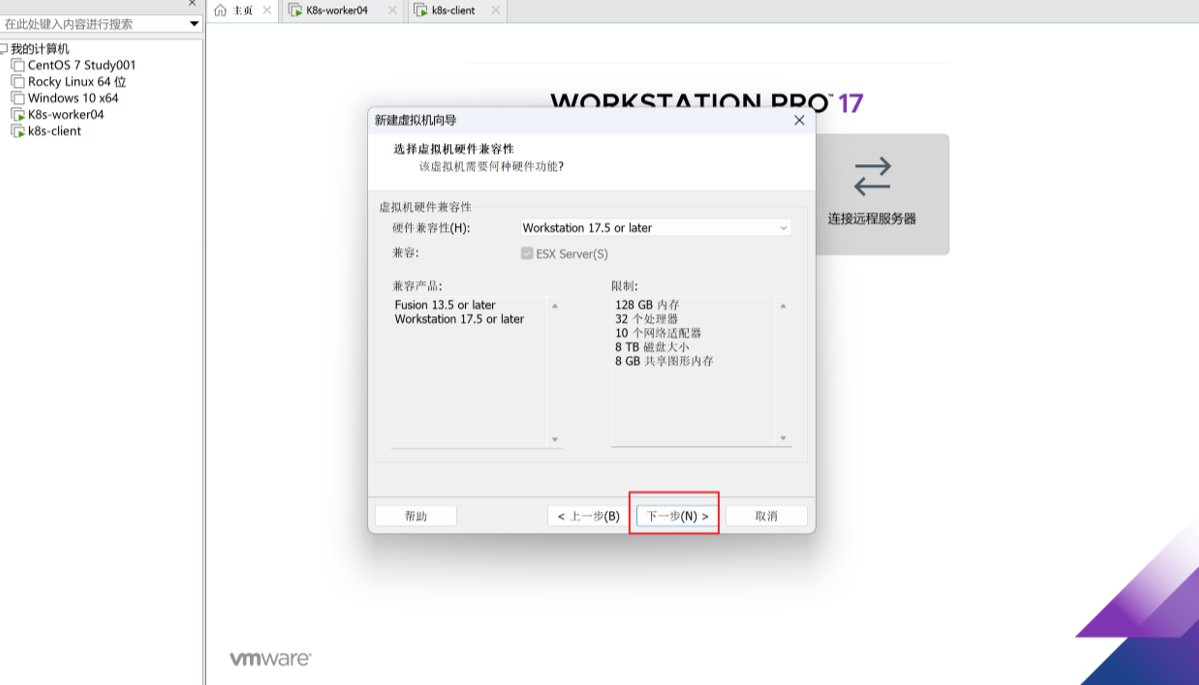 在此处键入内容进行搜索
我的计算机
CentOS 7 Study001
Rocky Linux 64 位
Windows 10 x64
K8s-worker04
k8s-client
主页
K8s-worker04
k8s-client
WORKSTATION PRO™ 17
连接远程服务器
新建虚拟机向导
选择虚拟机硬件兼容性
该虚拟机需要何种硬件功能?
虚拟机硬件兼容性
硬件兼容性(H):
Workstation 17.5 or later
兼容:
ESX Server(S)
兼容产品:
Fusion 13.5 or later
Workstation 17.5 or later
限制:
128 GB 内存
32 个处理器
10 个网络适配器
8 TB 磁盘大小
8 GB 共享图形内存
帮助
< 上一步(B)
下一步(N) >
取消
vmware®